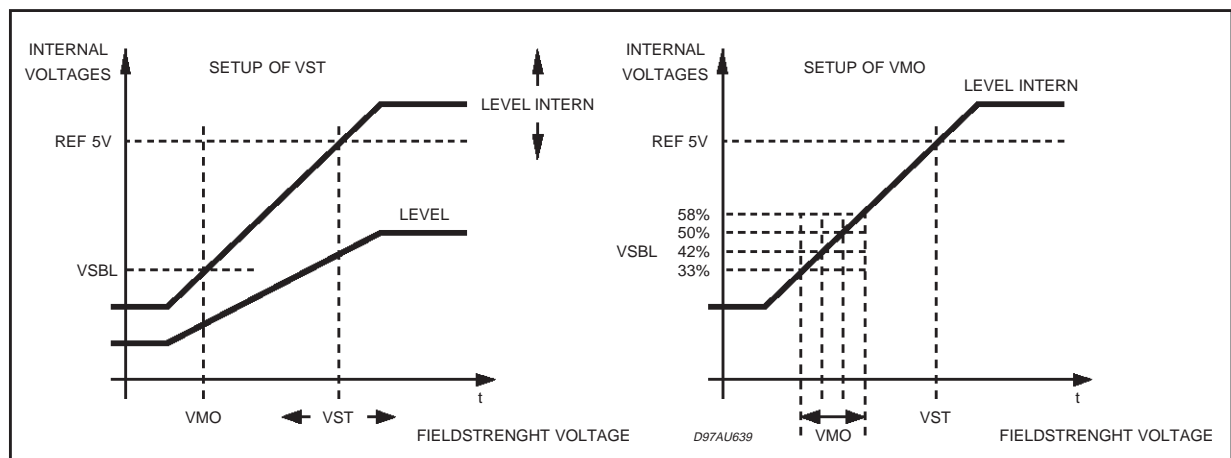 INTERNAL
VOLTAGES
SETUP OF VST
LEVEL INTERN
REF 5V
LEVEL
VSBL
t
VMO
VST
FIELDSTRENGHT VOLTAGE
INTERNAL
VOLTAGES
SETUP OF VMO
LEVEL INTERN
REF 5V
58%
50%
VSBL
42%
33%
t
VMO
VST
D97AU639
FIELDSTRENGHT VOLTAGE